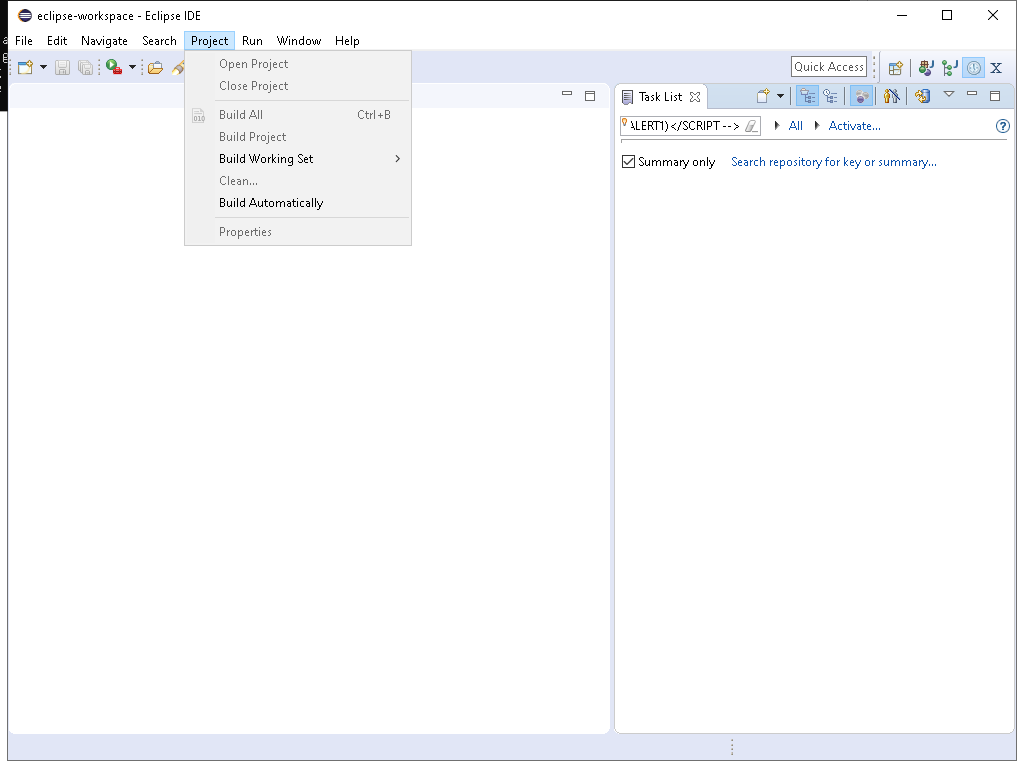 eclipse-workspace - Eclipse IDE
File Edit Navigate Search Project Run Window Help
Quick Access
Open Project
Close Project
Build All Ctrl+B
Build Project
Build Working Set
Clean...
Build Automatically
Properties
Task List
ALERT1)</SCRIPT --> All Activate...
Summary only Search repository for key or summary...